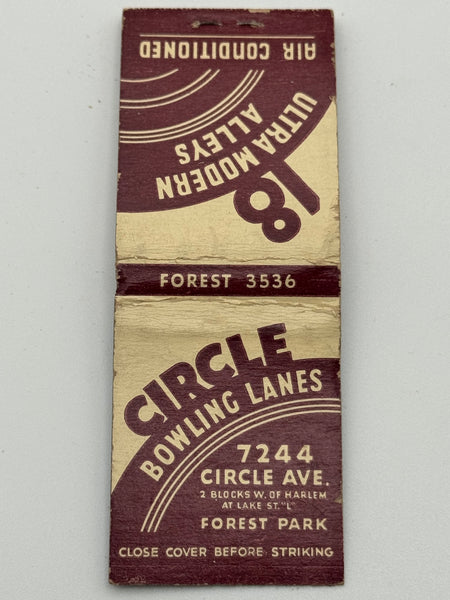 AIR CONDITIONED
ULTRA MODERN
ALLEYS
18
FOREST 3536
CIRCLE
BOWLING LANES
7244
CIRCLE AVE.
2 BLOCKS W. OF HARLEM
AT LAKE ST. "L"
FOREST PARK
CLOSE COVER BEFORE STRIKING